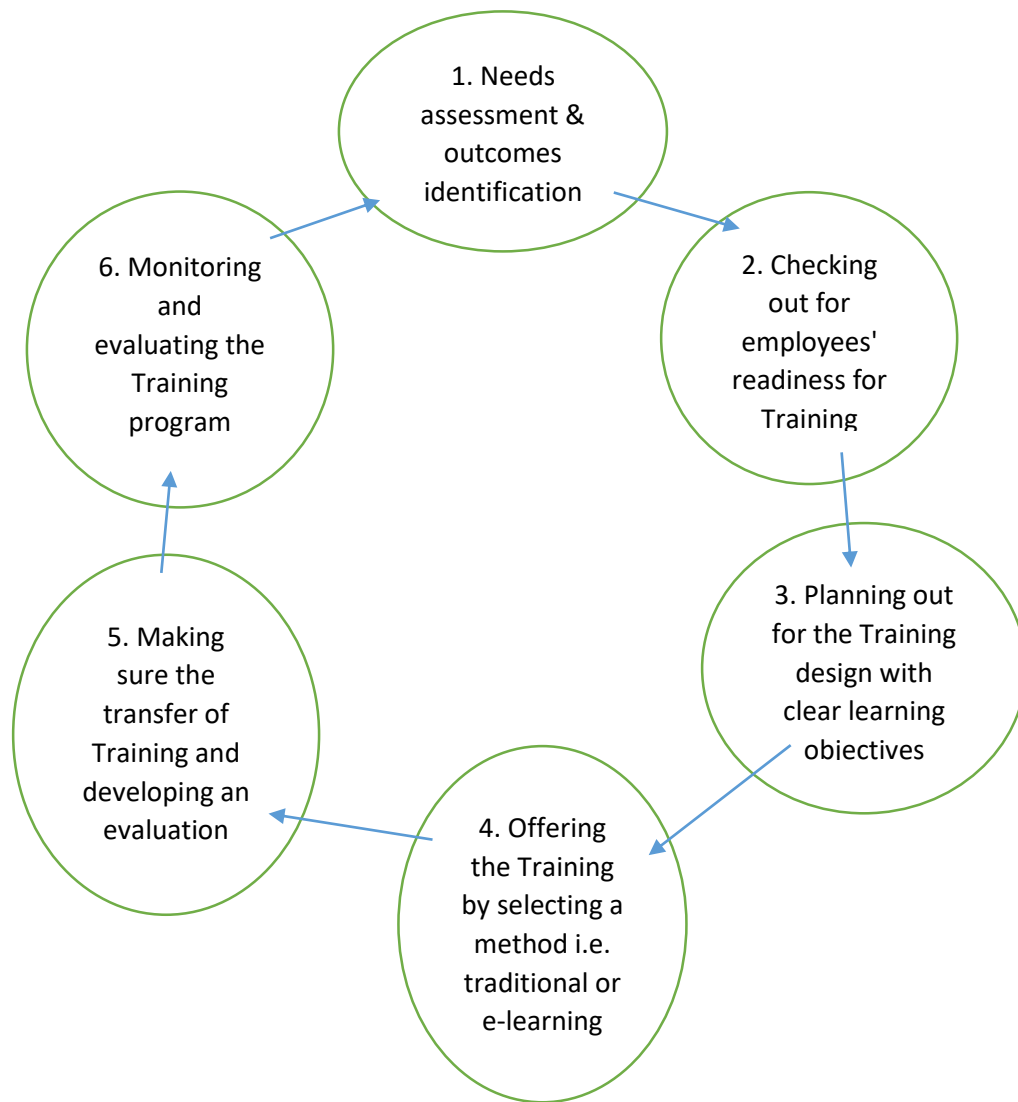 1. Needs
assessment &
outcomes
identification
2. Checking
out for
employees'
readiness for
Training
3. Planning out
for the Training
design with
clear learning
objectives
4. Offering
the Training
by selecting a
method i.e.
traditional or
e-learning
5. Making
sure the
transfer of
Training and
developing an
evaluation
6. Monitoring
and
evaluating the
Training
program